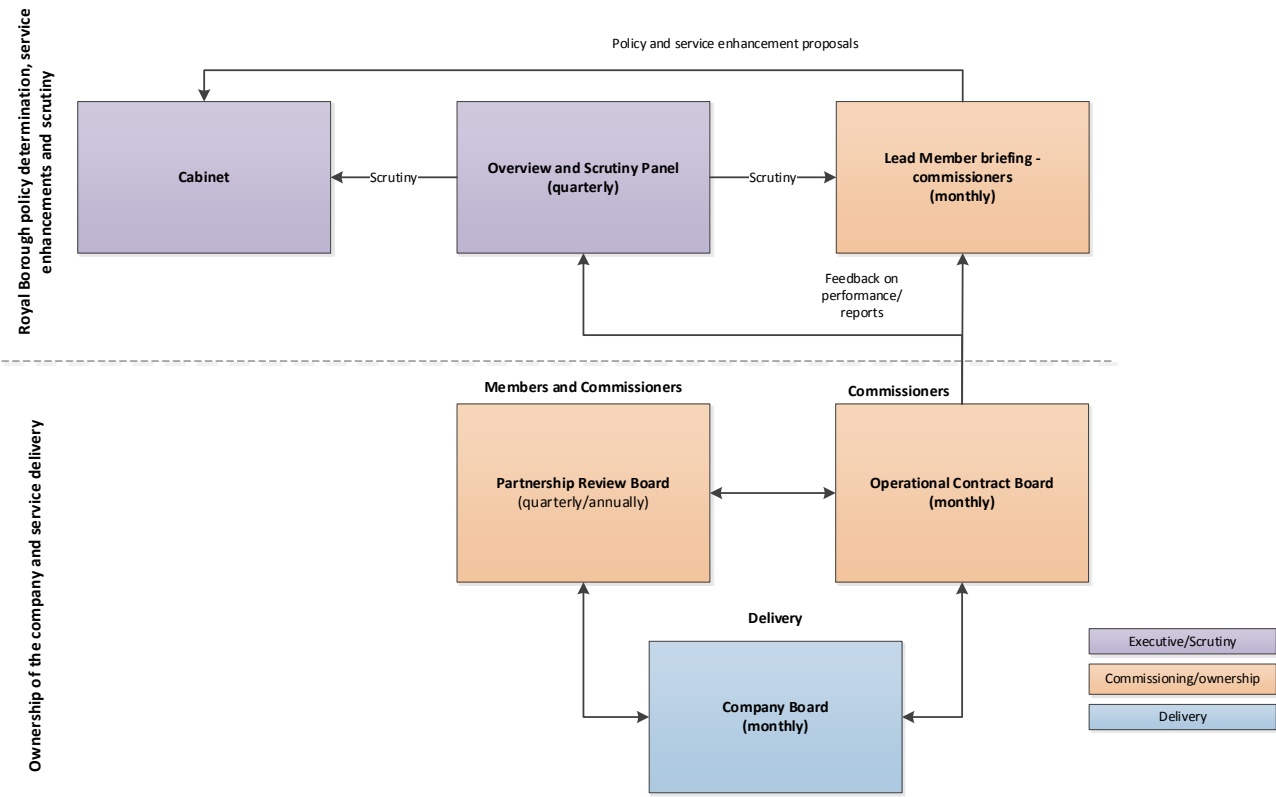 Royal Borough policy determination, service
enhancements and scrutiny
Policy and service enhancement proposals
Cabinet
Scrutiny
Overview and Scrutiny Panel
(quarterly)
Scrutiny
Lead Member briefing -
commissioners
(monthly)
Feedback on
performance/
reports
Ownership of the company and service delivery
Members and Commissioners
Commissioners
Partnership Review Board
(quarterly/annually)
Operational Contract Board
(monthly)
Delivery
Company Board
(monthly)
Executive/Scrutiny
Commissioning/ownership
Delivery